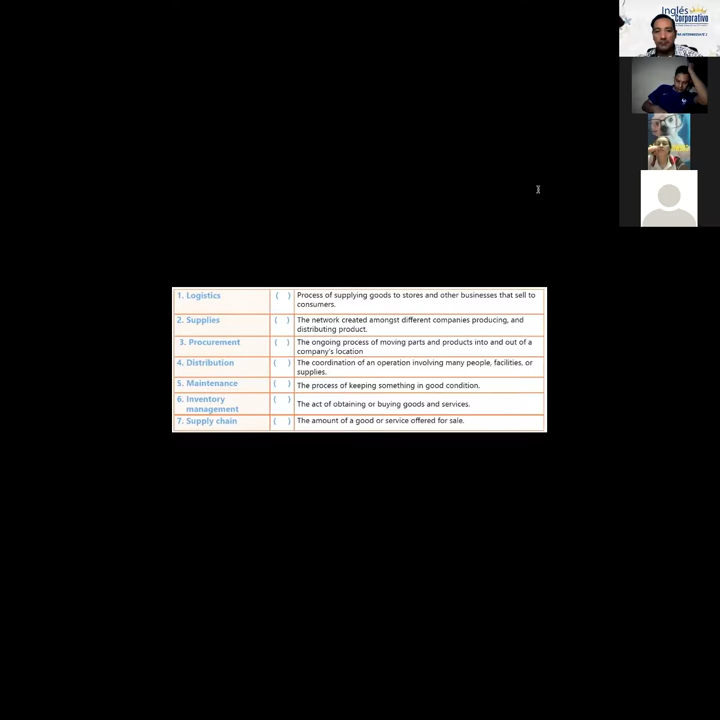 Inglés
Corporativo
1. Logistics ( ) Process of supplying goods to stores and other businesses that sell to
consumers.
2. Supplies ( ) The network created amongst different companies producing, and
distributing product.
3. Procurement ( ) The ongoing process of moving parts and products into and out of a
company's location
4. Distribution ( ) The coordination of an operation involving many people, facilities, or
supplies.
5. Maintenance ( ) The process of keeping something in good condition.
6. Inventory
management ( ) The act of obtaining or buying goods and services.
7. Supply chain ( ) The amount of a good or service offered for sale.